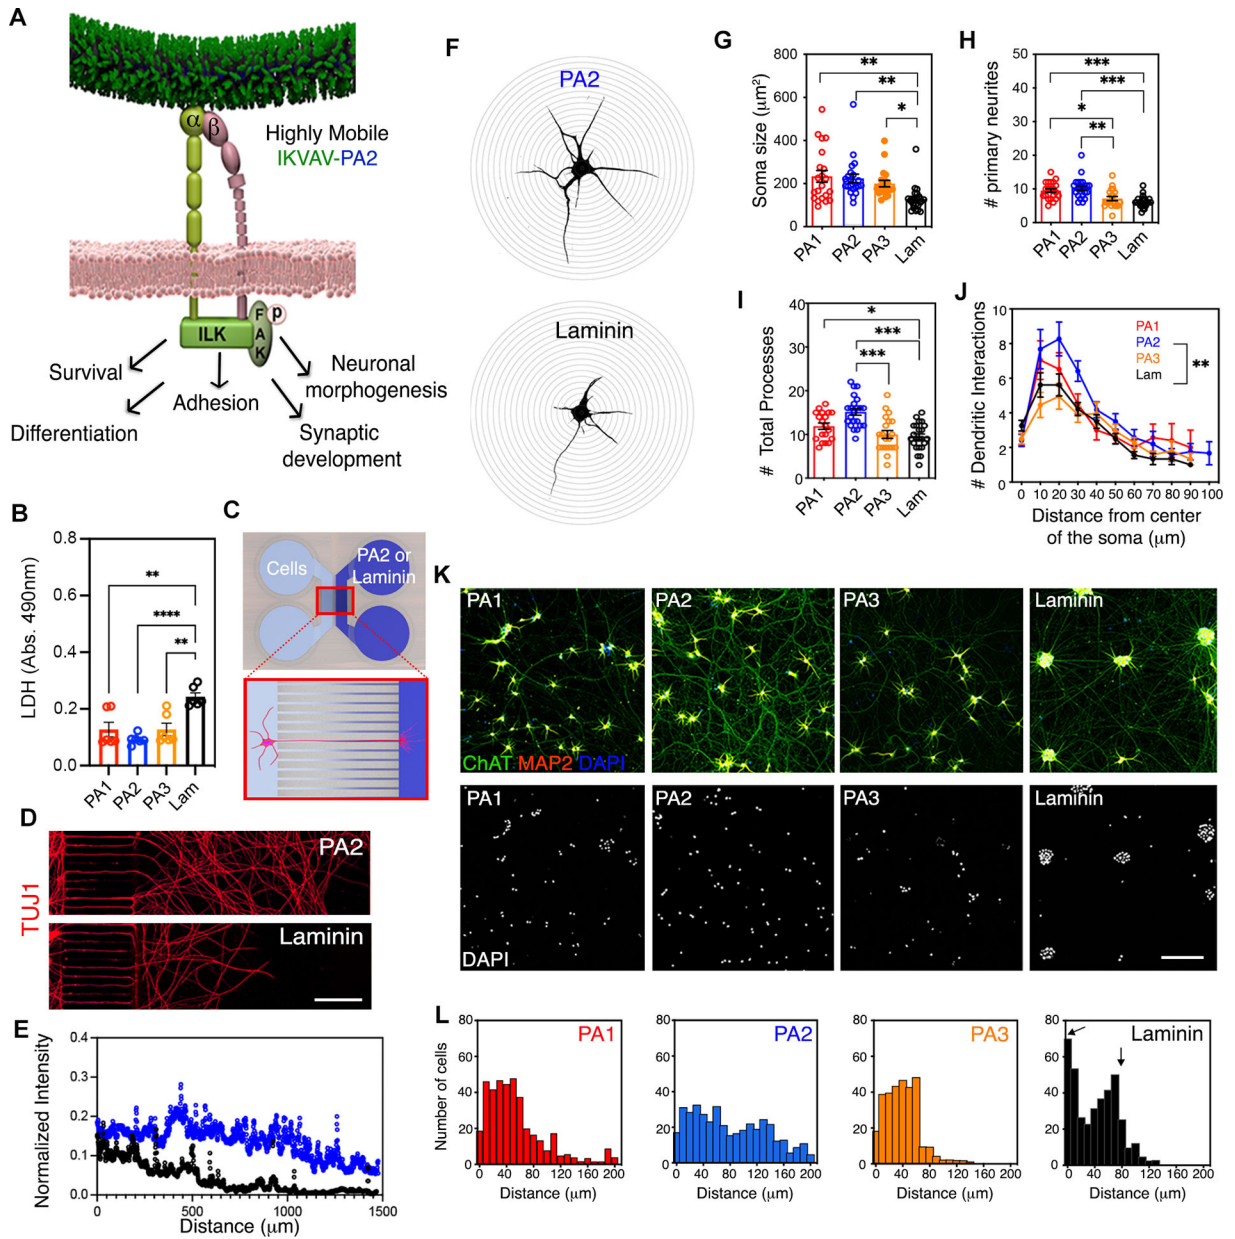 A
α β
Highly Mobile
IKVAV-PA2
ILK
F
A
K
p
Survival
Neuronal
morphogenesis
Adhesion
Differentiation
Synaptic
development
B
LDH (Abs. 490nm)
0.8
0.6
0.4
0.2
0.0
**
****
**
PA1 PA2 PA3 Lam
C
Cells
PA2 or
Laminin
D
TUJ1
PA2
Laminin
E
Normalized Intensity
0.4
0.3
0.2
0.1
0.0
0 500 1000 1500
Distance (μm)
F
PA2
Laminin
G
Soma size (μm²)
800
600
400
200
0
**
**
*
PA1 PA2 PA3 Lam
H
# primary neurites
50
40
30
20
10
0
***
***
*
**
PA1 PA2 PA3 Lam
I
# Total Processes
40
30
20
10
0
*
***
***
PA1 PA2 PA3 Lam
J
# Dendritic Interactions
10
8
6
4
2
0
PA1
PA2
PA3
Lam
**
0 10 20 30 40 50 60 70 80 90 100
Distance from center
of the soma (μm)
K
PA1 PA2 PA3 Laminin
ChAT MAP2 DAPI
PA1 PA2 PA3 Laminin
DAPI
L
Number of cells
80
60
40
20
0
PA1
0 40 80 120 160 200
Distance (μm)
80
60
40
20
0
PA2
0 40 80 120 160 200
Distance (μm)
80
60
40
20
0
PA3
0 40 80 120 160 200
Distance (μm)
80
60
40
20
0
Laminin
0 40 80 120 160 200
Distance (μm)